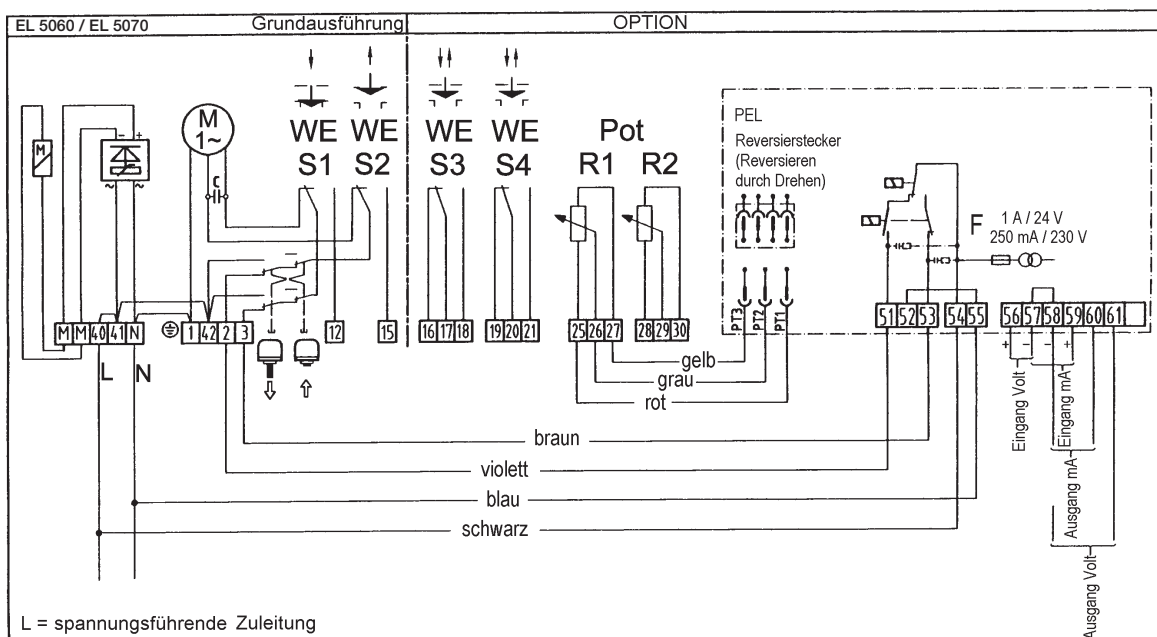 EL 5060 / EL 5070 Grundausführung OPTION
WE WE WE WE
S1 S2 S3 S4
Pot
R1 R2
M
1~
M
C
- +
~ ~
PEL
Reversierstecker
(Reversieren
durch Drehen)
F
1 A / 24 V
250 mA / 230 V
PT3 PT2 PT1
M M 40 41 N 1 42 2 3 12 15 16 17 18 19 20 21 25 26 27 28 29 30 51 52 53 54 55 56 57 58 59 60 61
L N
+ - - +
gelb
grau
rot
braun
violett
blau
schwarz
Eingang Volt
Eingang mA
Ausgang mA
Ausgang Volt
L = spannungsführende Zuleitung